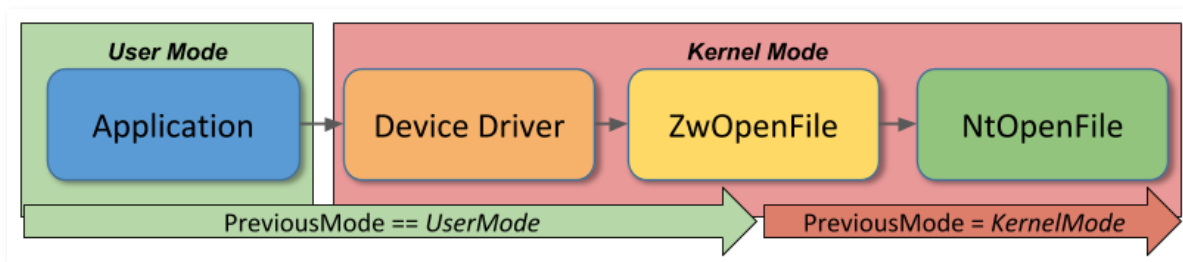 User Mode
Kernel Mode
Application
Device Driver
ZwOpenFile
NtOpenFile
PreviousMode == UserMode
PreviousMode = KernelMode